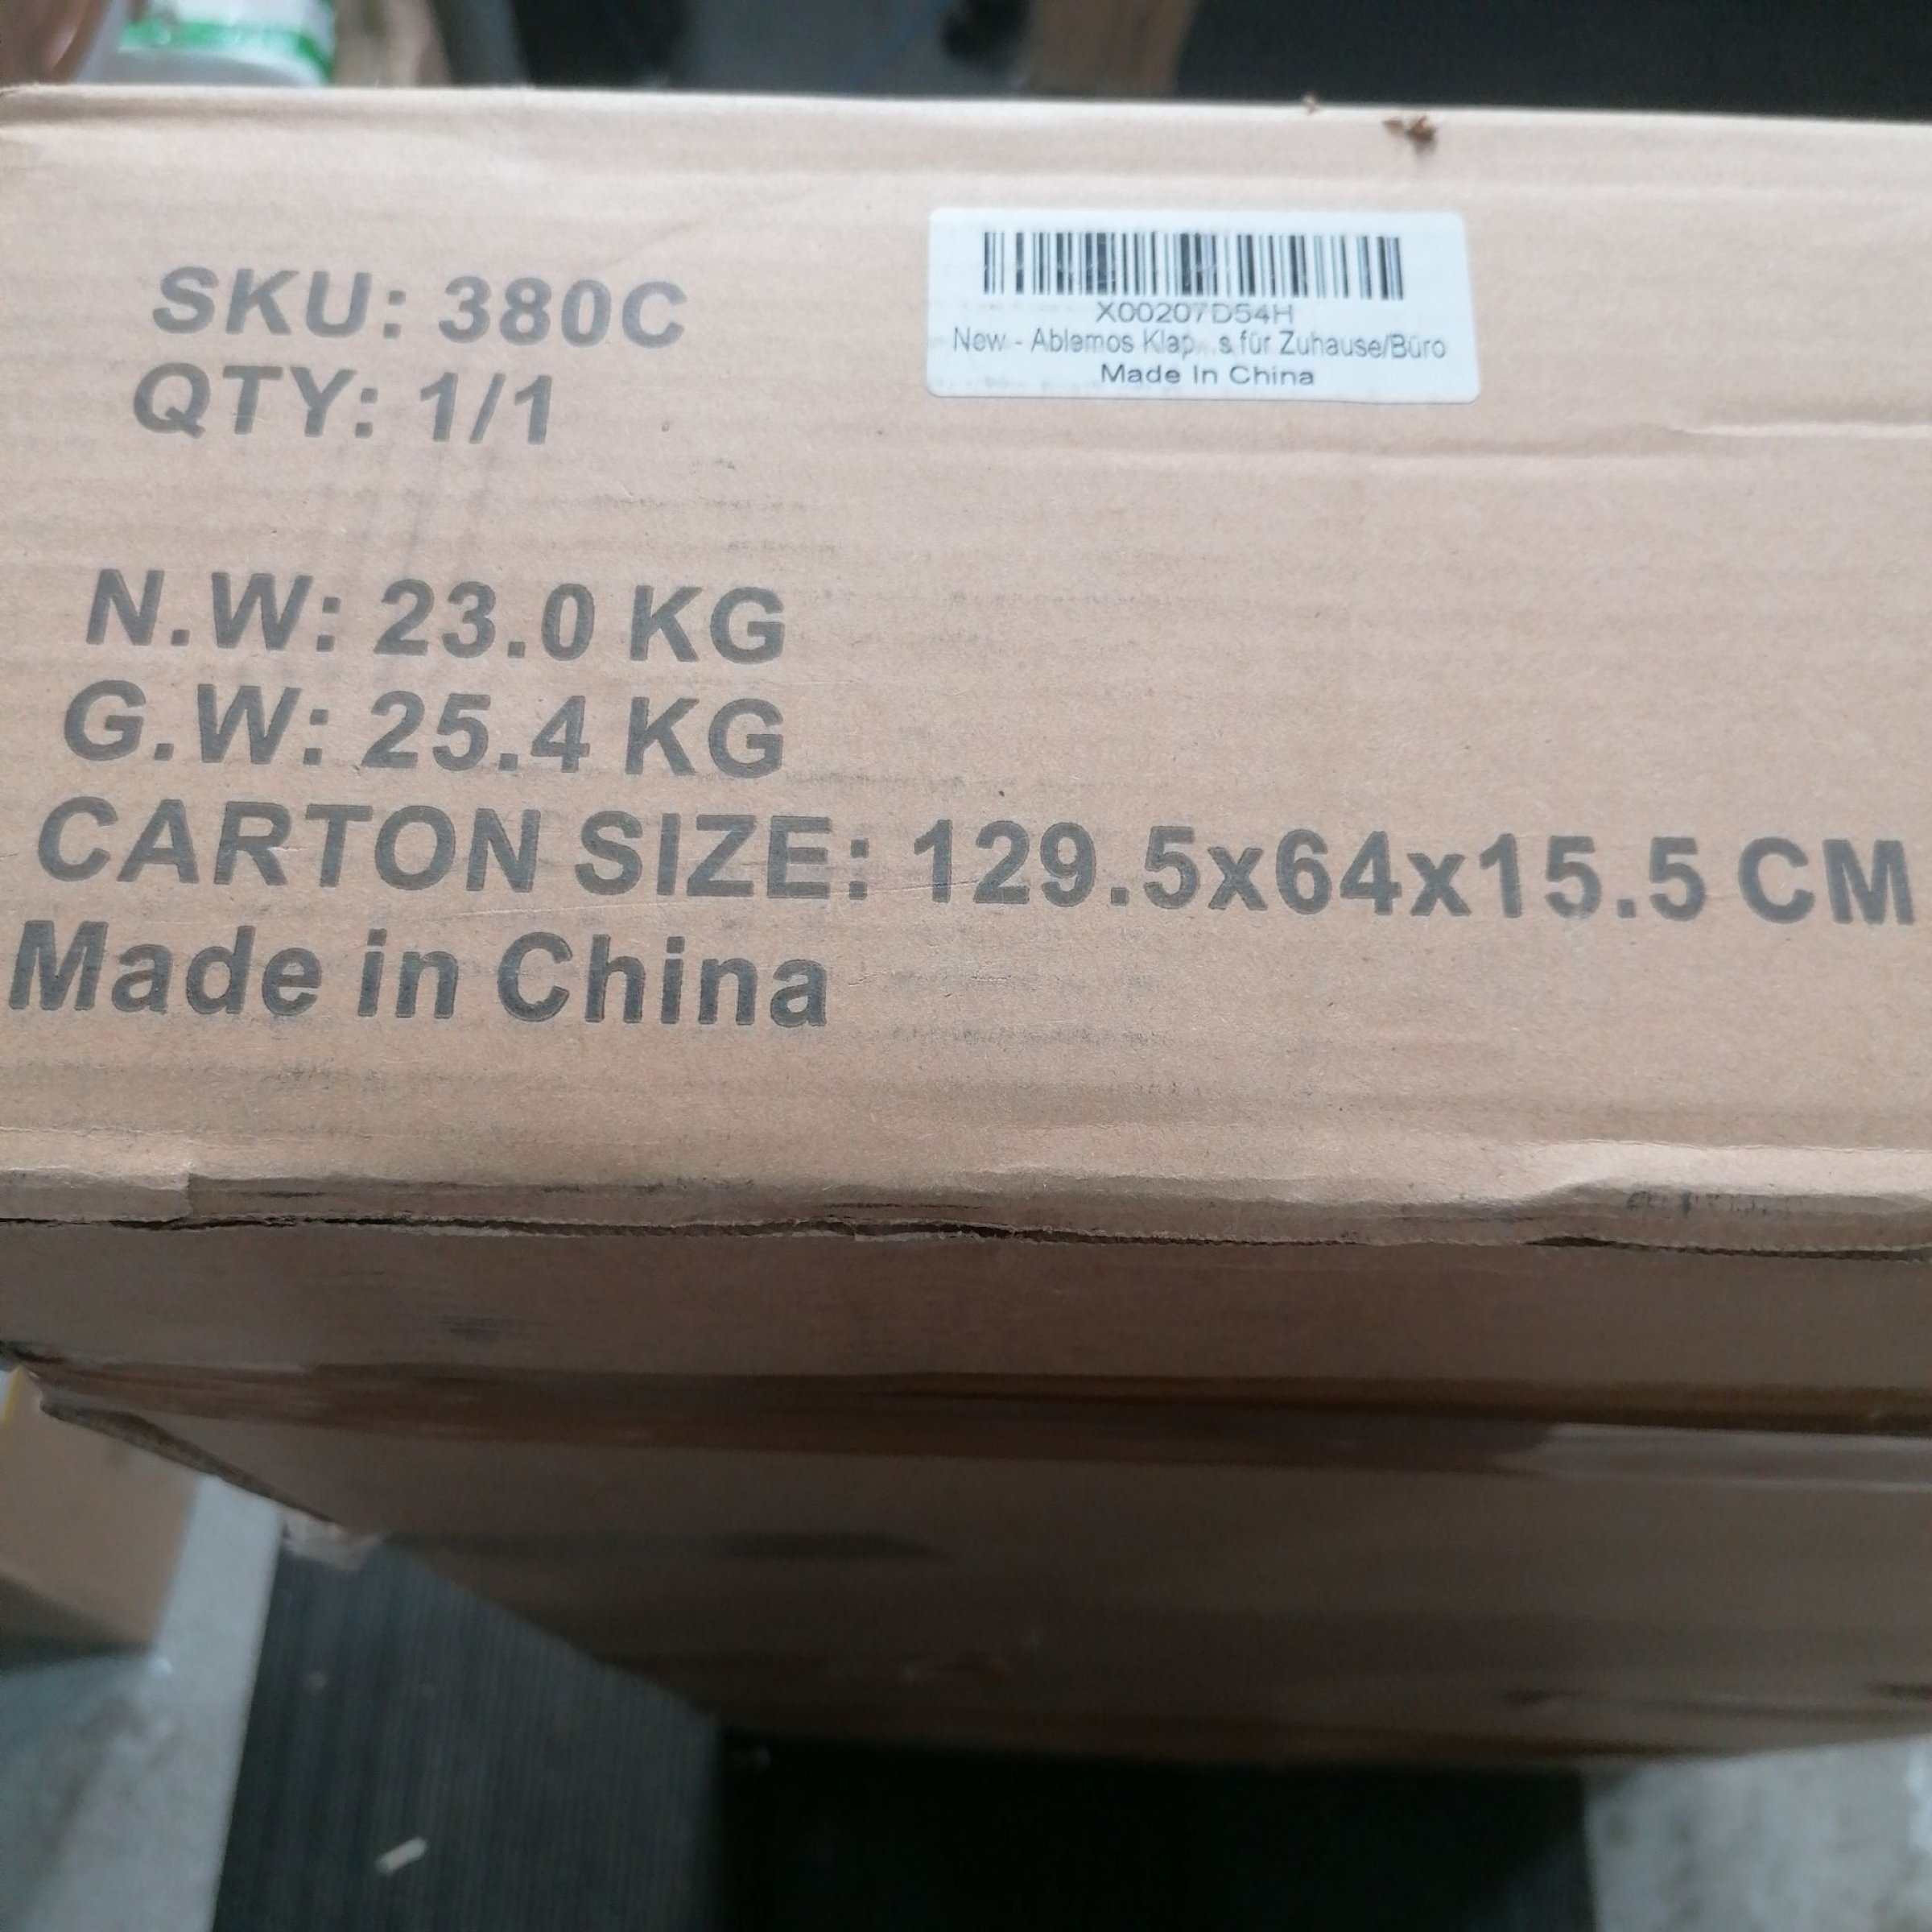 SKU: 380C
QTY: 1/1
X00207D54H
New - Ablemos Klap...s für Zuhause/Büro
Made In China
N.W: 23.0 KG
G.W: 25.4 KG
CARTON SIZE: 129.5x64x15.5 CM
Made in China